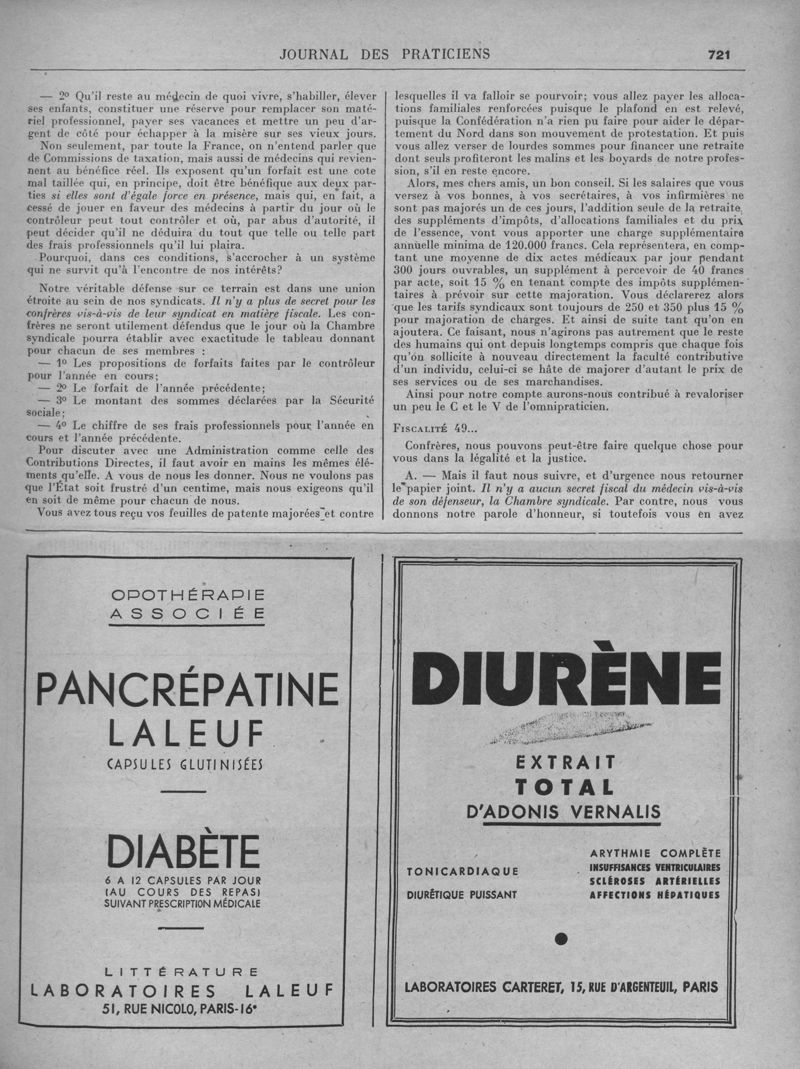 JOURNAL DES PRATICIENS
721
— 2º Qu'il reste au médecin de quoi vivre, s'habiller, élever
ses enfants, constituer une réserve pour remplacer son maté-
riel professionnel, payer ses vacances et mettre un peu d'ar-
gent de côté pour échapper à la misère sur ses vieux jours.
Non seulement, par toute la France, on n'entend parler que
de Commissions de taxation, mais aussi de médecins qui revien-
nent au bénéfice réel. Ils exposent qu'un forfait est une cote
mal taillée qui, en principe, doit être bénéfique aux deux par-
ties si elles sont d'égale force en présence, mais qui, en fait, a
cessé de jouer en faveur des médecins à partir du jour où le
contrôleur peut tout contrôler et où, par abus d'autorité, il
peut décider qu'il ne déduira du tout que telle ou telle part
des frais professionnels qu'il lui plaira.
Pourquoi, dans ces conditions, s'accrocher à un système
qui ne survit qu'à l'encontre de nos intérêts?
Notre véritable défense sur ce terrain est dans une union
étroite au sein de nos syndicats. Il n'y a plus de secret pour les
confrères vis-à-vis de leur syndicat en matière fiscale. Les con-
frères ne seront utilement défendus que le jour où la Chambre
syndicale pourra établir avec exactitude le tableau donnant
pour chacun de ses membres :
— 1º Les propositions de forfaits faites par le contrôleur
pour l'année en cours;
— 2º Le forfait de l'année précédente;
— 3º Le montant des sommes déclarées par la Sécurité
sociale;
— 4º Le chiffre de ses frais professionnels pour l'année en
cours et l'année précédente.
Pour discuter avec une Administration comme celle des
Contributions Directes, il faut avoir en mains les mêmes élé-
ments qu'elle. A vous de nous les donner. Nous ne voulons pas
que l'État soit frustré d'un centime, mais nous exigeons qu'il
en soit de même pour chacun de nous.
Vous avez tous reçu vos feuilles de patente majorées et contre
lesquelles il va falloir se pourvoir; vous allez payer les alloca-
tions familiales renforcées puisque le plafond en est relevé,
puisque la Confédération n'a rien pu faire pour aider le dépar-
tement du Nord dans son mouvement de protestation. Et puis
vous allez verser de lourdes sommes pour financer une retraite
dont seuls profiteront les malins et les boyards de notre profes-
sion, s'il en reste encore.
Alors, mes chers amis, un bon conseil. Si les salaires que vous
versez à vos bonnes, à vos secrétaires, à vos infirmières ne
sont pas majorés un de ces jours, l'addition seule de la retraite,
des suppléments d'impôts, d'allocations familiales et du prix
de l'essence, vont vous apporter une charge supplémentaire
annuelle minima de 120.000 francs. Cela représentera, en comp-
tant une moyenne de dix actes médicaux par jour pendant
300 jours ouvrables, un supplément à percevoir de 40 francs
par acte, soit 15 % en tenant compte des impôts supplémen-
taires à prévoir sur cette majoration. Vous déclarerez alors
que les tarifs syndicaux sont toujours de 250 et 350 plus 15 %
pour majoration de charges. Et ainsi de suite tant qu'on en
ajoutera. Ce faisant, nous n'agirons pas autrement que le reste
des humains qui ont depuis longtemps compris que chaque fois
qu'on sollicite à nouveau directement la faculté contributive
d'un individu, celui-ci se hâte de majorer d'autant le prix de
ses services ou de ses marchandises.
Ainsi pour notre compte aurons-nous contribué à revaloriser
un peu le C et le V de l'omnipraticien.
FISCALITÉ 49...
Confrères, nous pouvons peut-être faire quelque chose pour
vous dans la légalité et la justice.
A. — Mais il faut nous suivre, et d'urgence nous retourner
le papier joint. Il n'y a aucun secret fiscal du médecin vis-à-vis
de son défenseur, la Chambre syndicale. Par contre, nous vous
donnons notre parole d'honneur, si toutefois vous en avez
OPOTHÉRAPIE
ASSOCIÉE
PANCRÉPATINE
LALEUF
CAPSULES GLUTINISÉES
DIABÈTE
6 A 12 CAPSULES PAR JOUR
(AU COURS DES REPAS)
SUIVANT PRESCRIPTION MÉDICALE
LITTÉRATURE
LABORATOIRES LALEUF
51, RUE NICOLO, PARIS-16e
DIURÈNE
EXTRAIT
TOTAL
D'ADONIS VERNALIS
TONICARDIAQUE
DIURÉTIQUE PUISSANT
ARYTHMIE COMPLÈTE
INSUFFISANCES VENTRICULAIRES
SCLÉROSES ARTÉRIELLES
AFFECTIONS HÉPATIQUES
LABORATOIRES CARTERET, 15, RUE D'ARGENTEUIL, PARIS